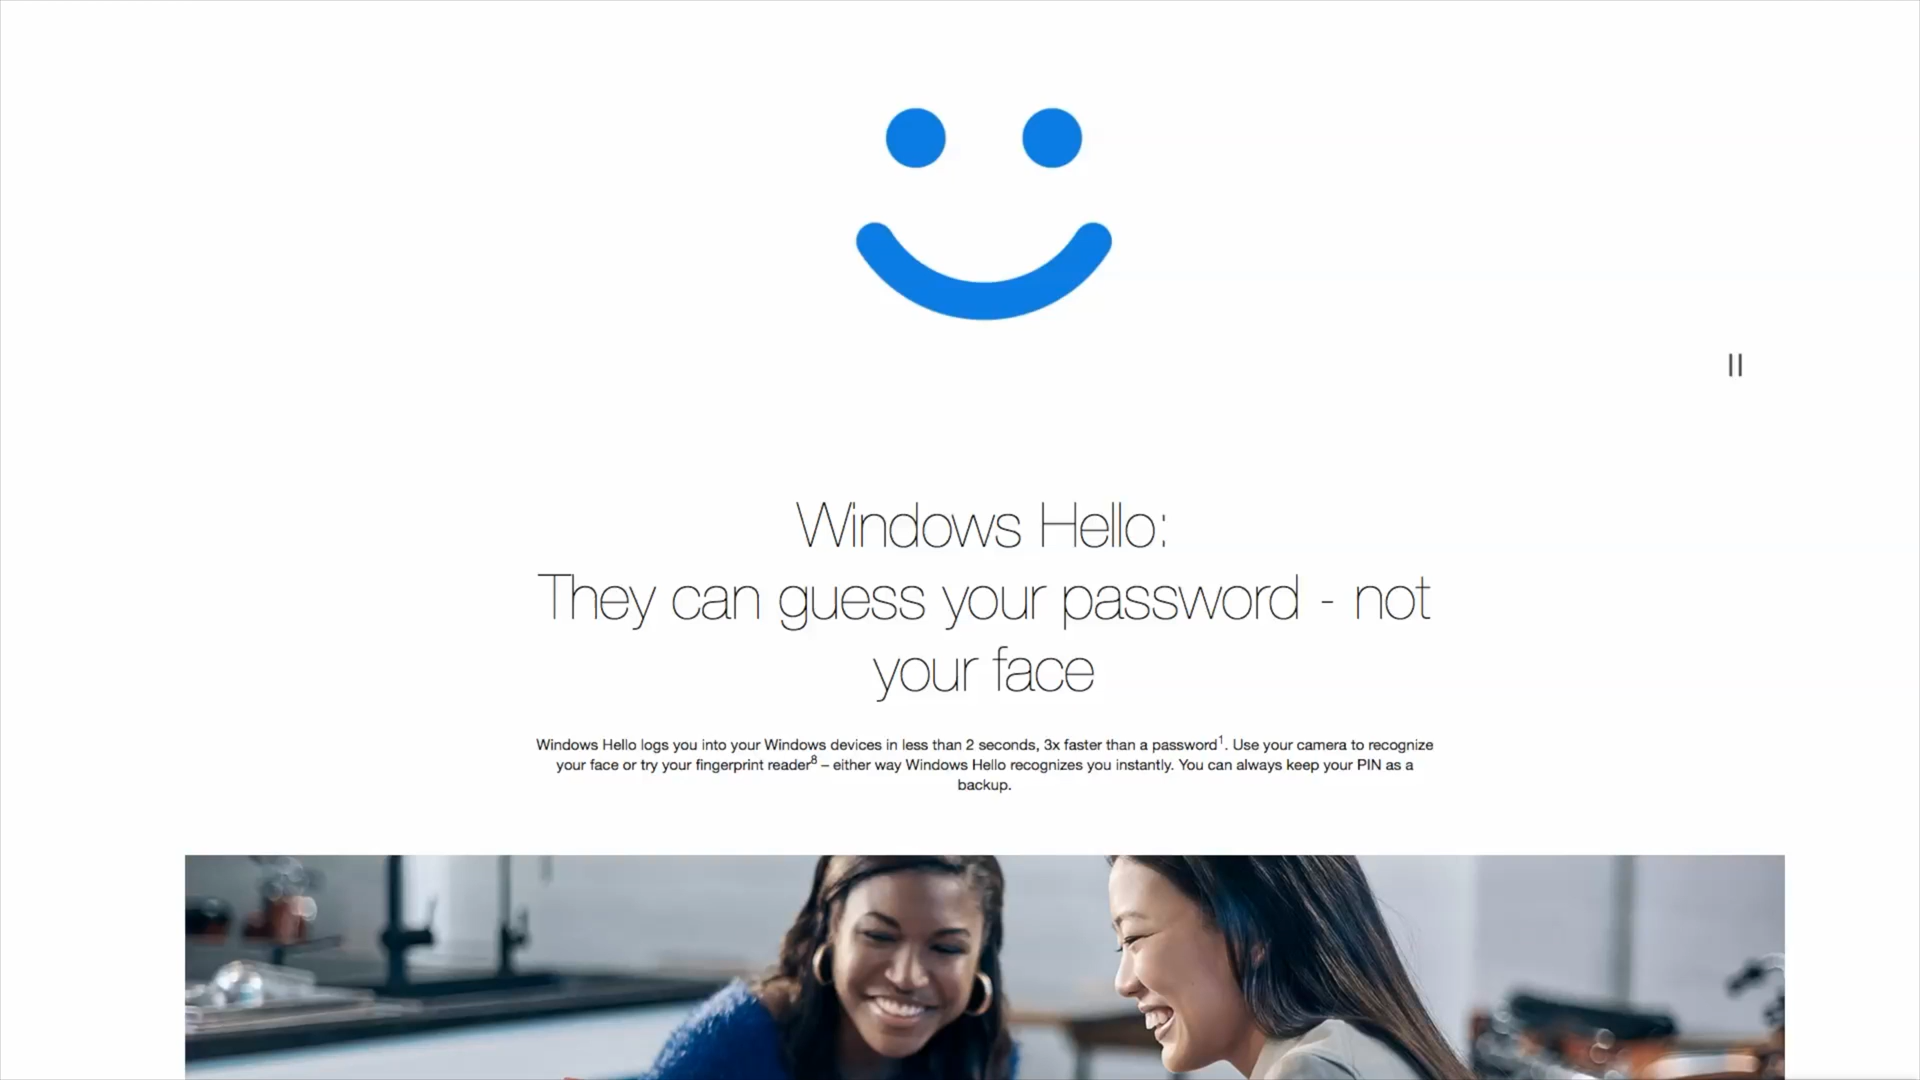 Windows Hello:
They can guess your password - not
your face
Windows Hello logs you into your Windows devices in less than 2 seconds, 3x faster than a password1. Use your camera to recognize
your face or try your fingerprint reader8 – either way Windows Hello recognizes you instantly. You can always keep your PIN as a
backup.